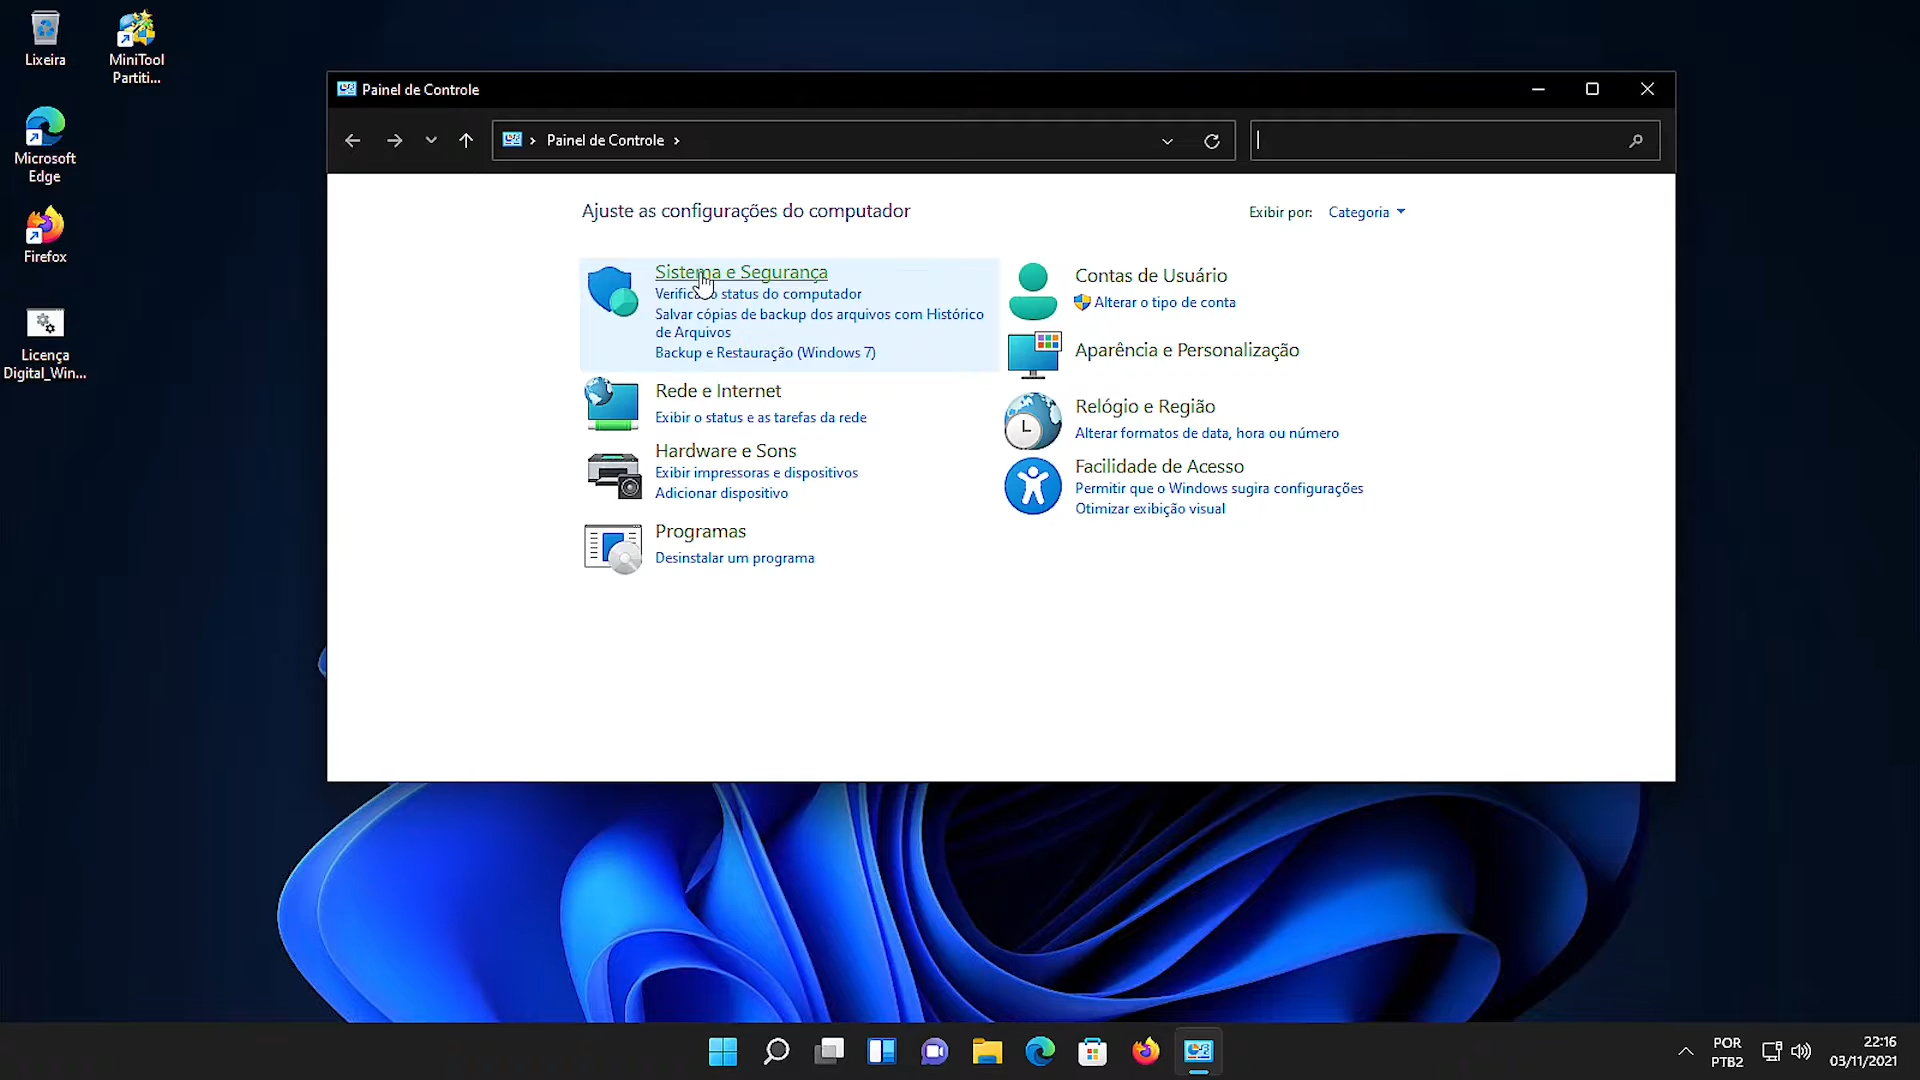 Lixeira
MiniTool
Partiti...
Microsoft
Edge
Firefox
Licença
Digital_Win...
Painel de Controle
Painel de Controle
Ajuste as configurações do computador
Exibir por:
Categoria
Sistema e Segurança
Verificar o status do computador
Salvar cópias de backup dos arquivos com Histórico
de Arquivos
Backup e Restauração (Windows 7)
Rede e Internet
Exibir o status e as tarefas da rede
Hardware e Sons
Exibir impressoras e dispositivos
Adicionar dispositivo
Programas
Desinstalar um programa
Contas de Usuário
Alterar o tipo de conta
Aparência e Personalização
Relógio e Região
Alterar formatos de data, hora ou número
Facilidade de Acesso
Permitir que o Windows sugira configurações
Otimizar exibição visual
POR
PTB2
22:16
03/11/2021